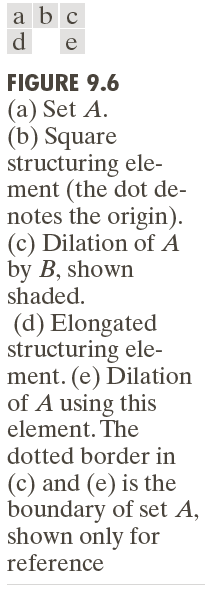 a b c
d e
FIGURE 9.6
(a) Set A.
(b) Square
structuring ele-
ment (the dot de-
notes the origin).
(c) Dilation of A
by B, shown
shaded.
(d) Elongated
structuring ele-
ment. (e) Dilation
of A using this
element. The
dotted border in
(c) and (e) is the
boundary of set A,
shown only for
reference